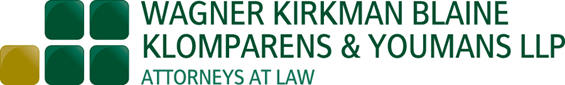 WAGNER KIRKMAN BLAINE
KLOMPARENS & YOUMANS LLP
ATTORNEYS AT LAW